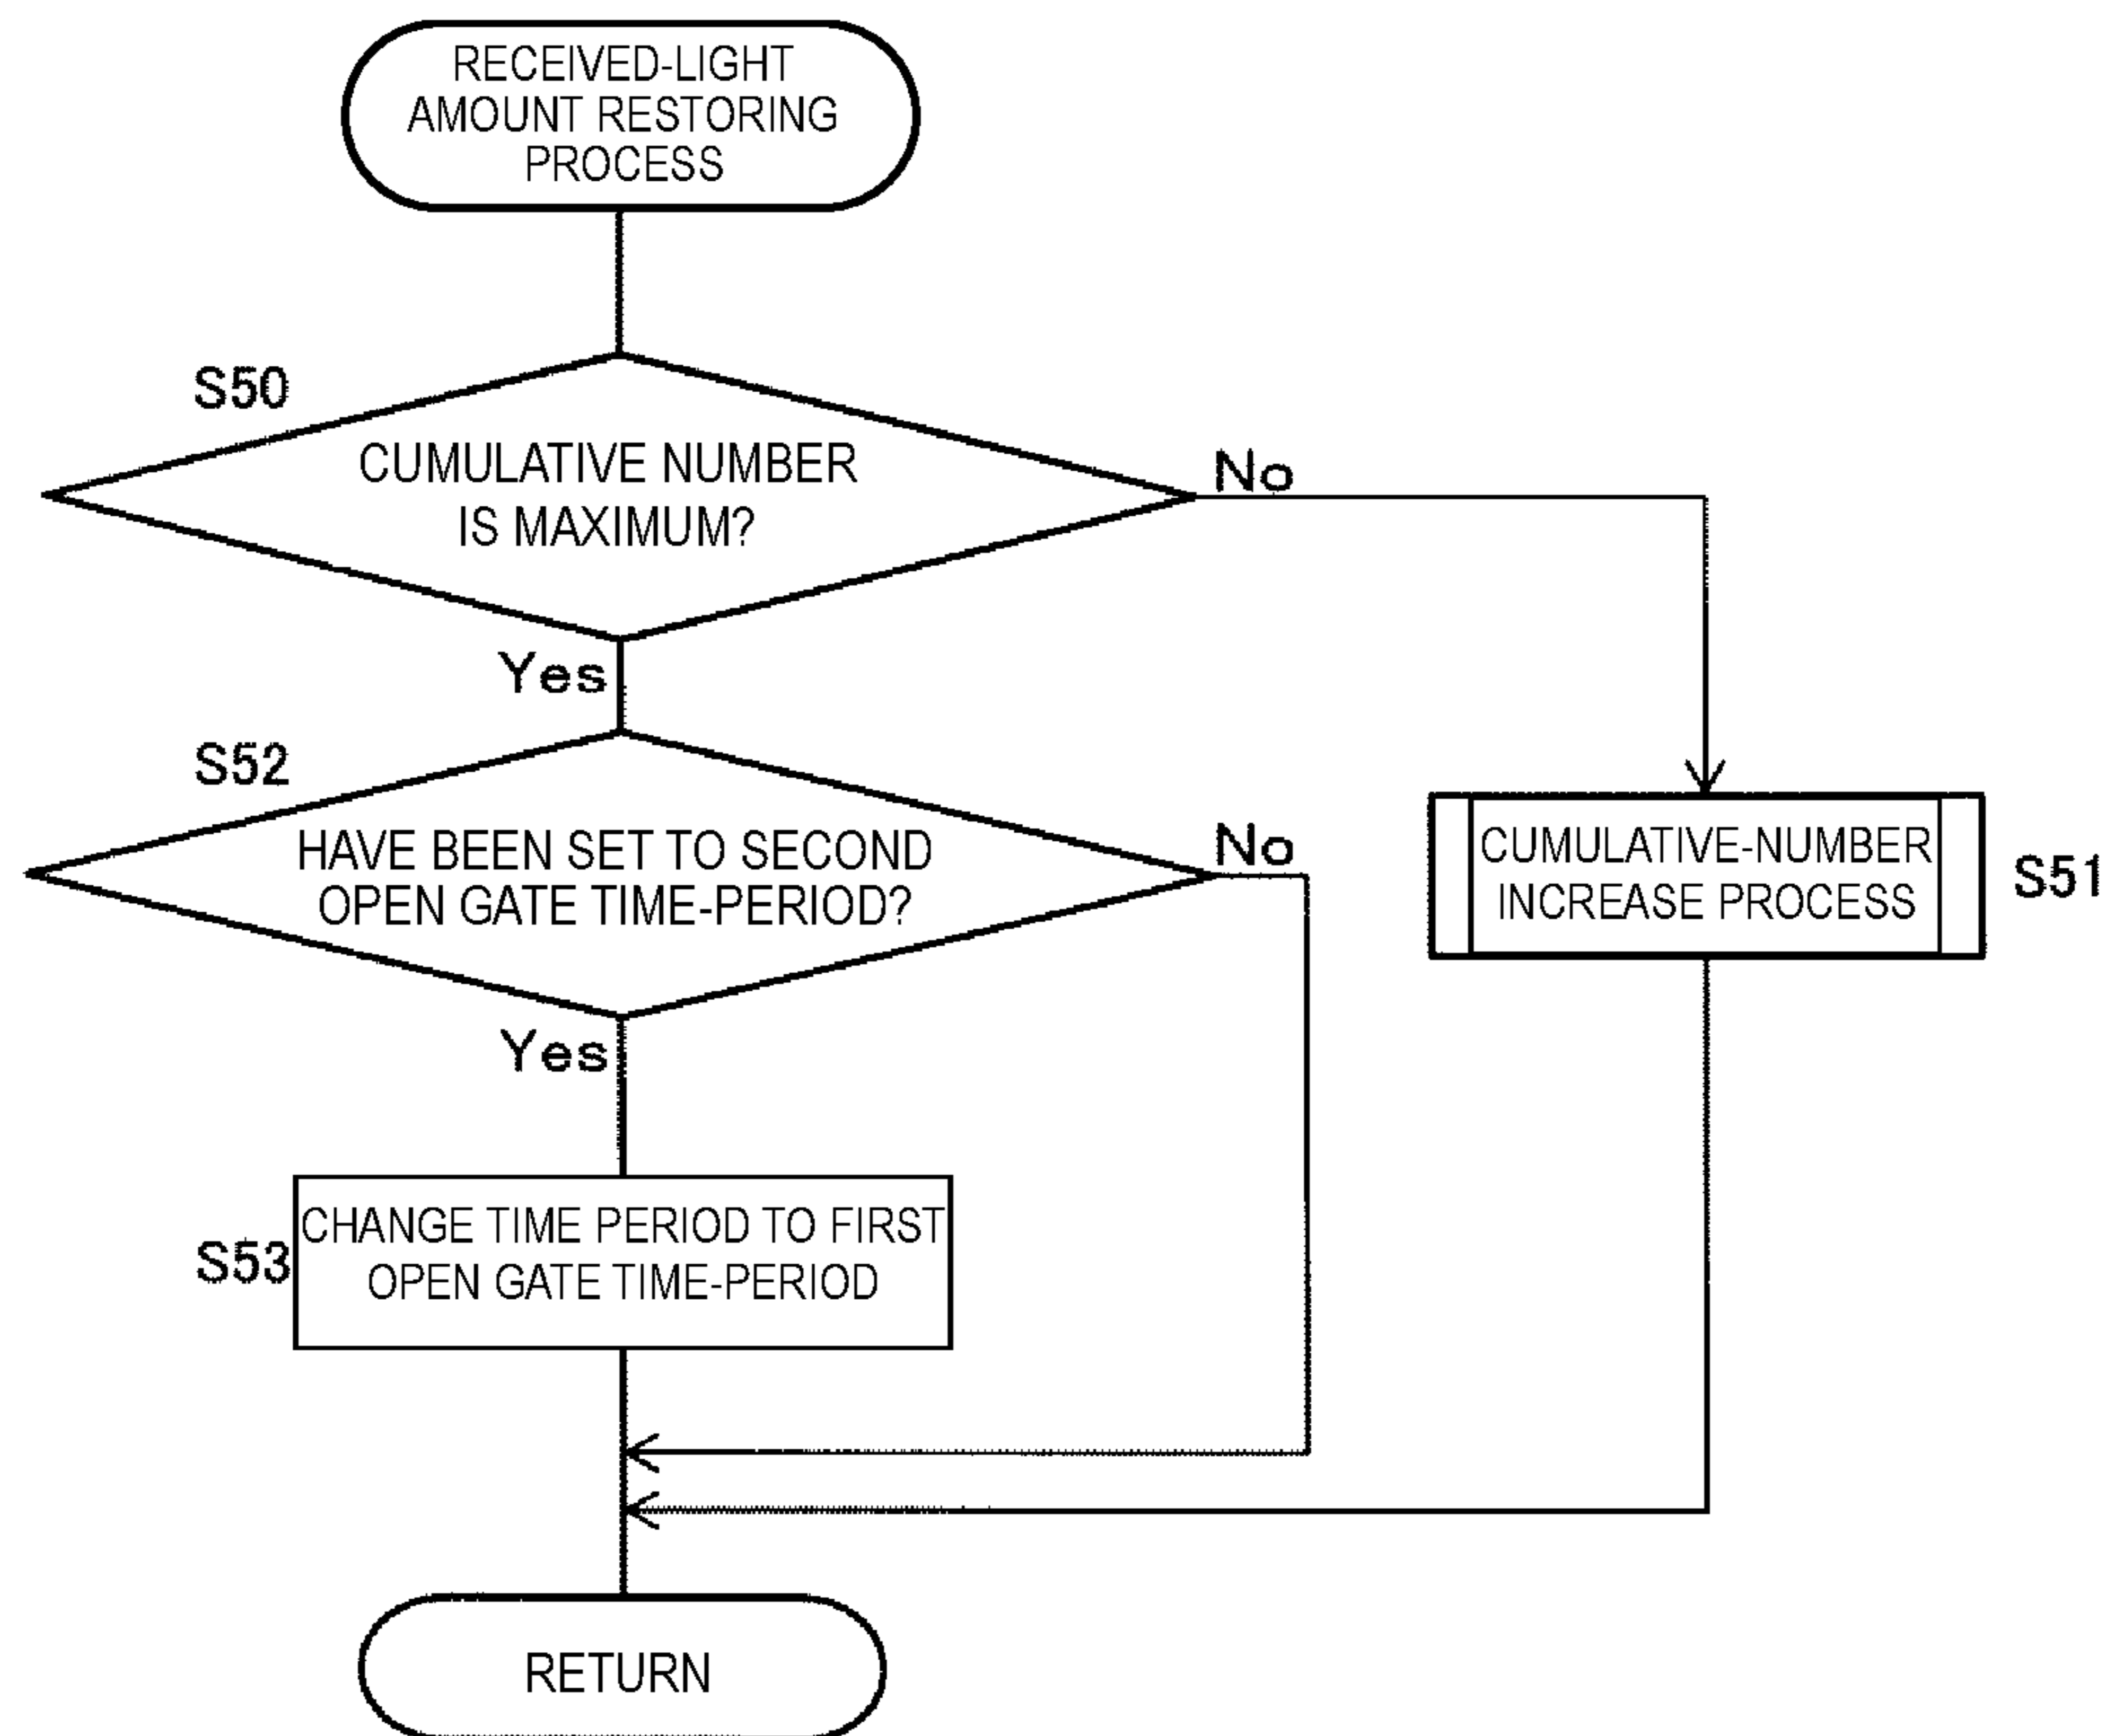 RECEIVED-LIGHT
AMOUNT RESTORING
PROCESS
S50
CUMULATIVE NUMBER
IS MAXIMUM?
No
Yes
S52
HAVE BEEN SET TO SECOND
OPEN GATE TIME-PERIOD?
No
CUMULATIVE-NUMBER
INCREASE PROCESS
S51
Yes
S53
CHANGE TIME PERIOD TO FIRST
OPEN GATE TIME-PERIOD
RETURN